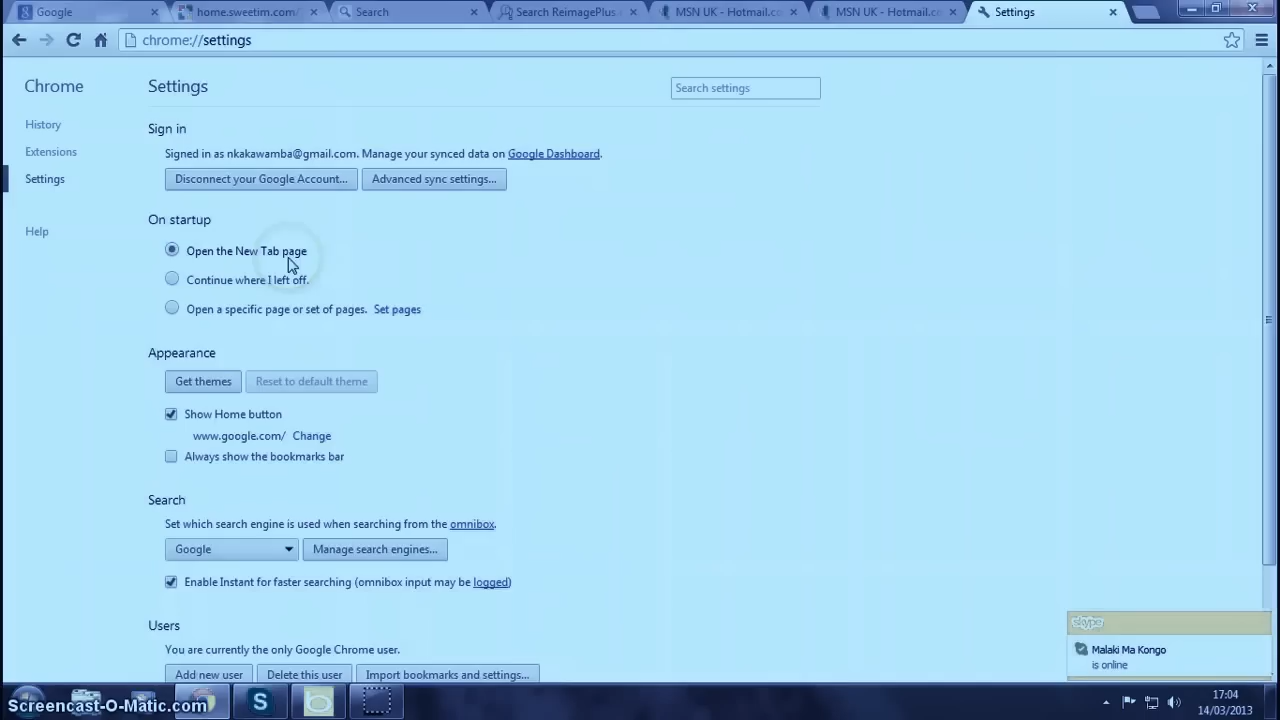 Google
home.sweetim.com/
Search
Search ReimagePlus
MSN UK - Hotmail.co
MSN UK - Hotmail.co
Settings
chrome://settings
Chrome
Settings
Search settings
History
Extensions
Settings
Help
Sign in
Signed in as nkakawamba@gmail.com. Manage your synced data on Google Dashboard.
Disconnect your Google Account...
Advanced sync settings...
On startup
Open the New Tab page
Continue where I left off.
Open a specific page or set of pages. Set pages
Appearance
Get themes
Reset to default theme
Show Home button
www.google.com/ Change
Always show the bookmarks bar
Search
Set which search engine is used when searching from the omnibox.
Google
Manage search engines...
Enable Instant for faster searching (omnibox input may be logged)
Users
You are currently the only Google Chrome user.
Add new user
Delete this user
Import bookmarks and settings...
skype
Malaki Ma Kongo
is online
Screencast-O-Matic.com
17:04
14/03/2013